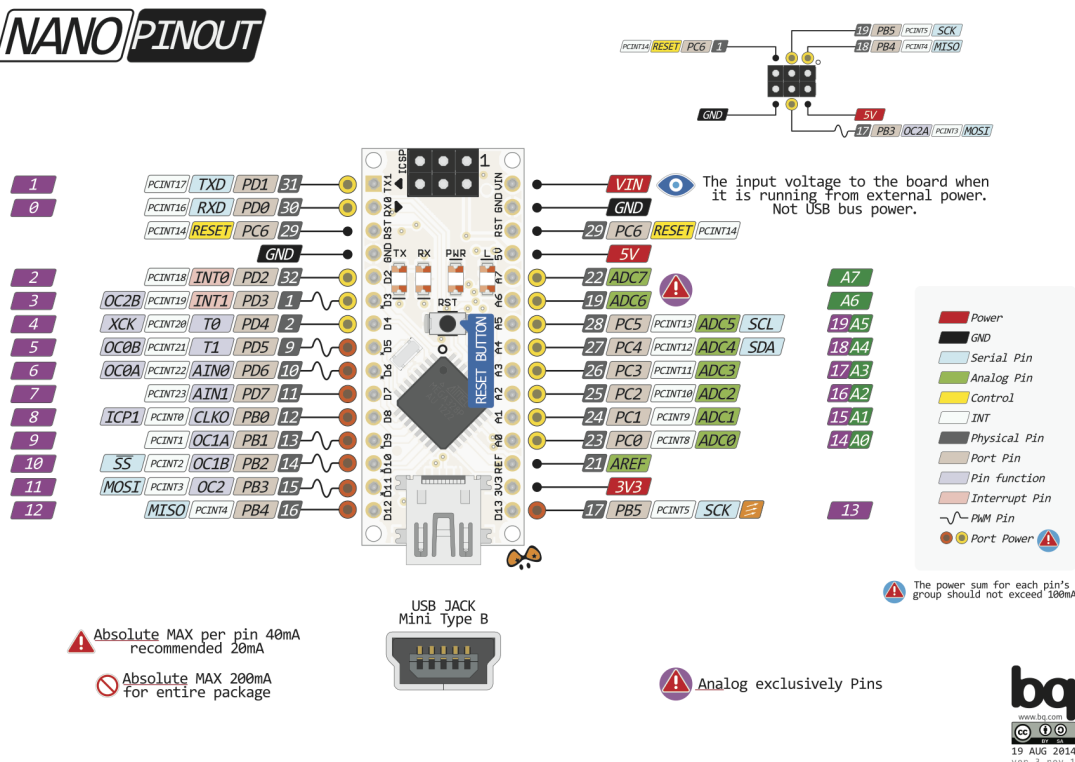 NANO PINOUT
19 PB5 PCINT5 SCK
PCINT14 RESET PC6 1
18 PB4 PCINT4 MISO
GND
5V
17 PB3 OC2A PCINT3 MOSI
ICSP
1
1 PCINT17 TXD PD1 31 TX1 VIN VIN
The input voltage to the board when
it is running from external power.
Not USB bus power.
0 PCINT16 RXD PD0 30 RX0 GND GND
PCINT14 RESET PC6 29 RST RST 29 PC6 RESET PCINT14
GND GND 5V 5V
TX RX PWR L
2 PCINT18 INT0 PD2 32 D2 A7 22 ADC7 A7
3 OC2B PCINT19 INT1 PD3 1 D3 A6 19 ADC6 A6
RST
4 XCK PCINT20 T0 PD4 2 D4 A5 28 PC5 PCINT13 ADC5 SCL 19 A5
5 OC0B PCINT21 T1 PD5 9 D5 A4 27 PC4 PCINT12 ADC4 SDA 18 A4
6 OC0A PCINT22 AIN0 PD6 10 D6 A3 26 PC3 PCINT11 ADC3 17 A3
7 PCINT23 AIN1 PD7 11 D7 A2 25 PC2 PCINT10 ADC2 16 A2
8 ICP1 PCINT0 CLKO PB0 12 D8 A1 24 PC1 PCINT9 ADC1 15 A1
9 PCINT1 OC1A PB1 13 D9 A0 23 PC0 PCINT8 ADC0 14 A0
10 SS PCINT2 OC1B PB2 14 D10 REF 21 AREF
11 MOSI PCINT3 OC2 PB3 15 D11 3V3 3V3
12 MISO PCINT4 PB4 16 D12 D13 17 PB5 PCINT5 SCK 13
RESET BUTTON
Power
GND
Serial Pin
Analog Pin
Control
INT
Physical Pin
Port Pin
Pin function
Interrupt Pin
PWM Pin
Port Power
The power sum for each pin's
group should not exceed 100mA
USB JACK
Mini Type B
Absolute MAX per pin 40mA
recommended 20mA
Absolute MAX 200mA
for entire package
Analog exclusively Pins
bq
www.bq.com
cc BY SA
19 AUG 2014